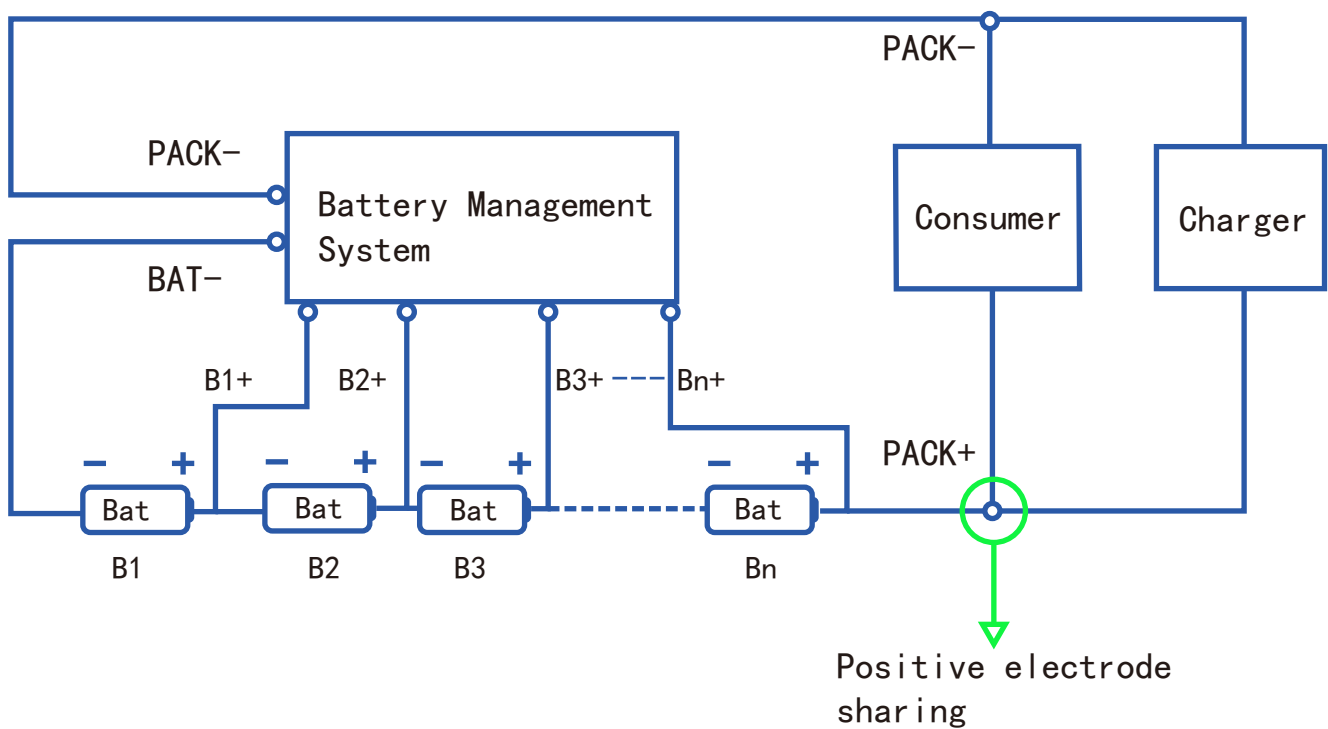 PACK-
PACK-
Battery Management
System
Consumer
Charger
BAT-
B1+
B2+
B3+
Bn+
- + - + - + - +
PACK+
Bat
Bat
Bat
Bat
B1
B2
B3
Bn
Positive electrode
sharing